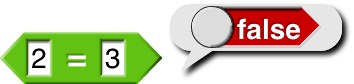 2 = 3
false